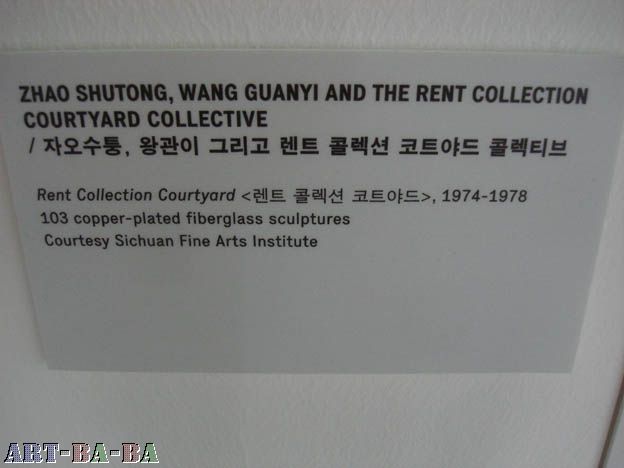 ZHAO SHUTONG, WANG GUANYI AND THE RENT COLLECTION
COURTYARD COLLECTIVE
/ 자오수통, 왕관이 그리고 렌트 콜렉션 코트야드 콜렉티브
Rent Collection Courtyard <렌트 콜렉션 코트야드>, 1974-1978
103 copper-plated fiberglass sculptures
Courtesy Sichuan Fine Arts Institute
ART-BA-BA